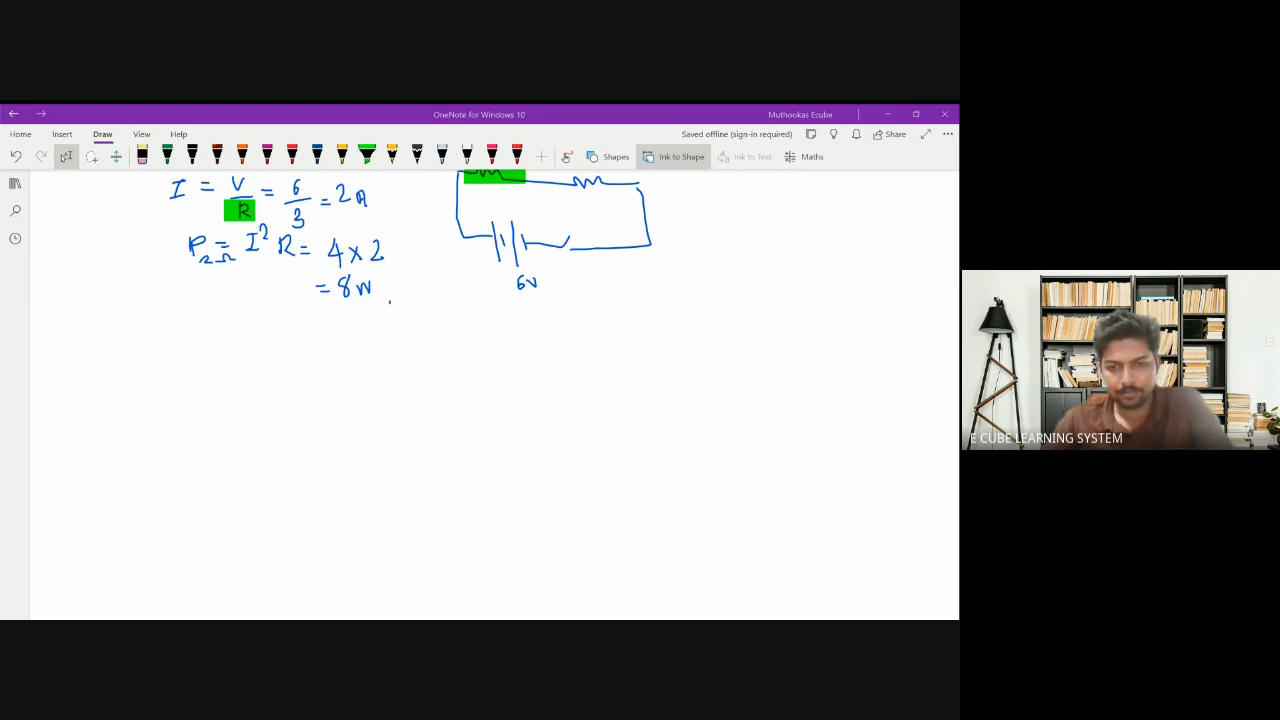 OneNote for Windows 10
Muthookas Ecube
Home Insert Draw View Help
Saved offline (sign-in required)
Share
Shapes
Ink to Shape
Ink to Text
Maths
I = V/R = 6/3 = 2A
P2Ω = I² R = 4 × 2
= 8W
6V
E CUBE LEARNING SYSTEM